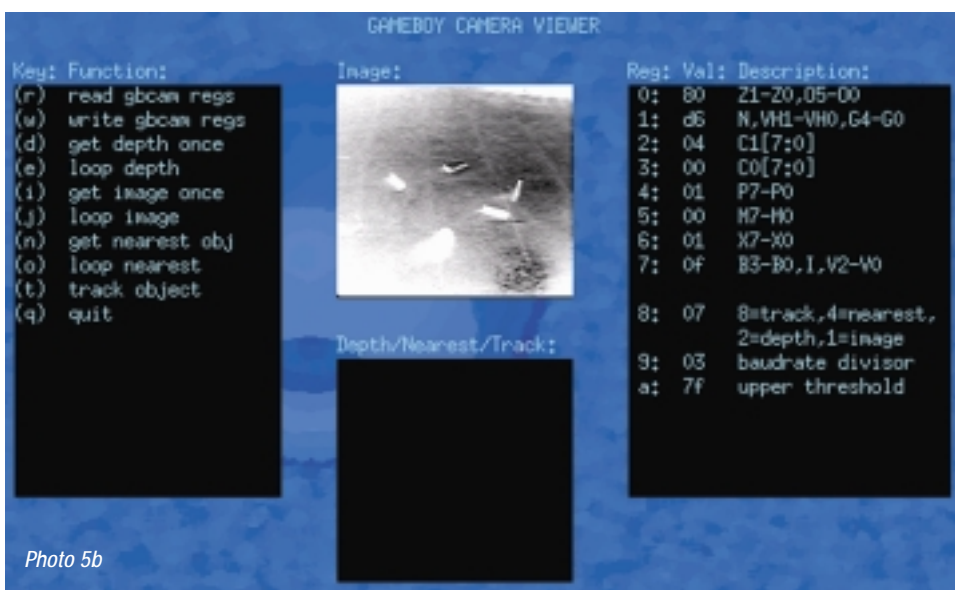 GAMEBOY CAMERA VIEWER
Key: Function:
(r) read gbcam regs
(w) write gbcam regs
(d) get depth once
(e) loop depth
(i) get image once
(j) loop image
(n) get nearest obj
(o) loop nearest
(t) track object
(q) quit
Image:
Depth/Nearest/Track:
Reg: Val: Description:
0: 80 Z1-Z0,O5-O0
1: d6 N,VH1-VH0,G4-G0
2: 04 C1[7:0]
3: 00 C0[7:0]
4: 01 P7-P0
5: 00 M7-M0
6: 01 X7-X0
7: 0f B3-B0,I,V2-V0
8: 07 8=track,4=nearest,
2=depth,1=image
9: 03 baudrate divisor
a: 7f upper threshold
Photo 5b